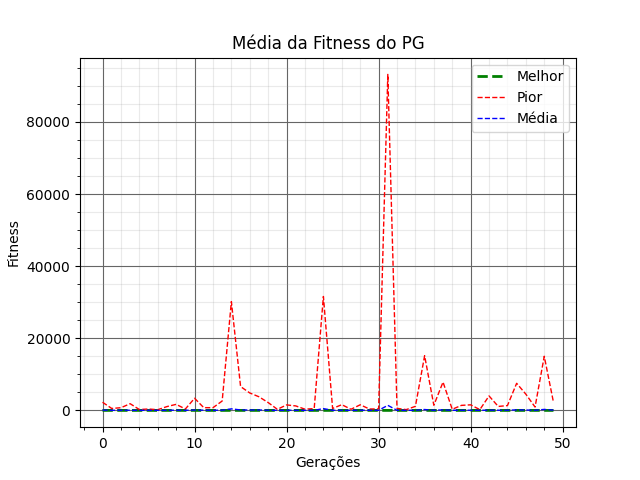 Média da Fitness do PG
Melhor
Pior
Média
Fitness
80000
60000
40000
20000
0
0 10 20 30 40 50
Gerações